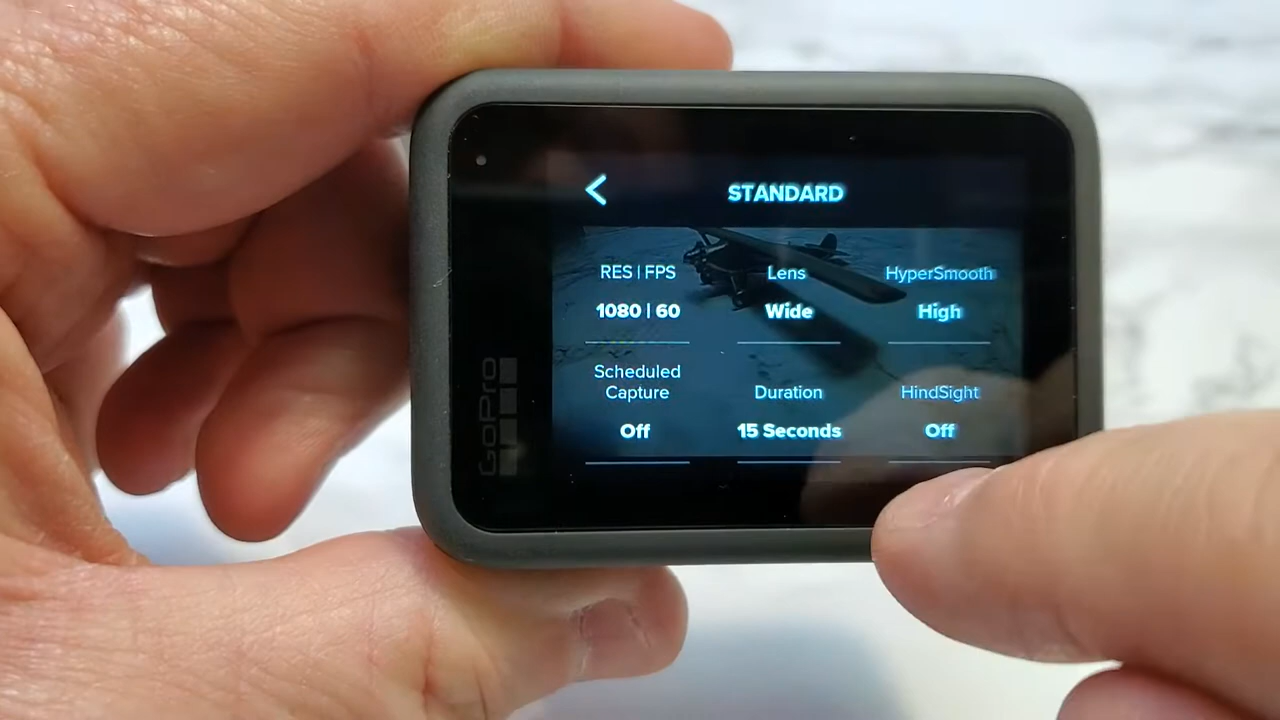 STANDARD
RES | FPS
Lens
HyperSmooth
1080 | 60
Wide
High
Scheduled
Capture
Duration
HindSight
Off
15 Seconds
Off
GoPro